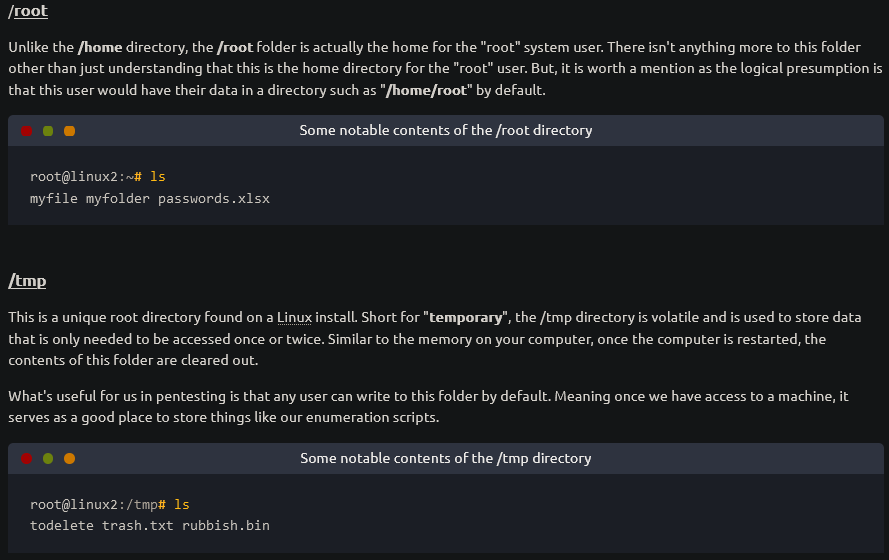 /root
Unlike the /home directory, the /root folder is actually the home for the "root" system user. There isn't anything more to this folder
other than just understanding that this is the home directory for the "root" user. But, it is worth a mention as the logical presumption is
that this user would have their data in a directory such as "/home/root" by default.
Some notable contents of the /root directory
root@linux2:~# ls
myfile myfolder passwords.xlsx
/tmp
This is a unique root directory found on a Linux install. Short for "temporary", the /tmp directory is volatile and is used to store data
that is only needed to be accessed once or twice. Similar to the memory on your computer, once the computer is restarted, the
contents of this folder are cleared out.
What's useful for us in pentesting is that any user can write to this folder by default. Meaning once we have access to a machine, it
serves as a good place to store things like our enumeration scripts.
Some notable contents of the /tmp directory
root@linux2:/tmp# ls
todelete trash.txt rubbish.bin